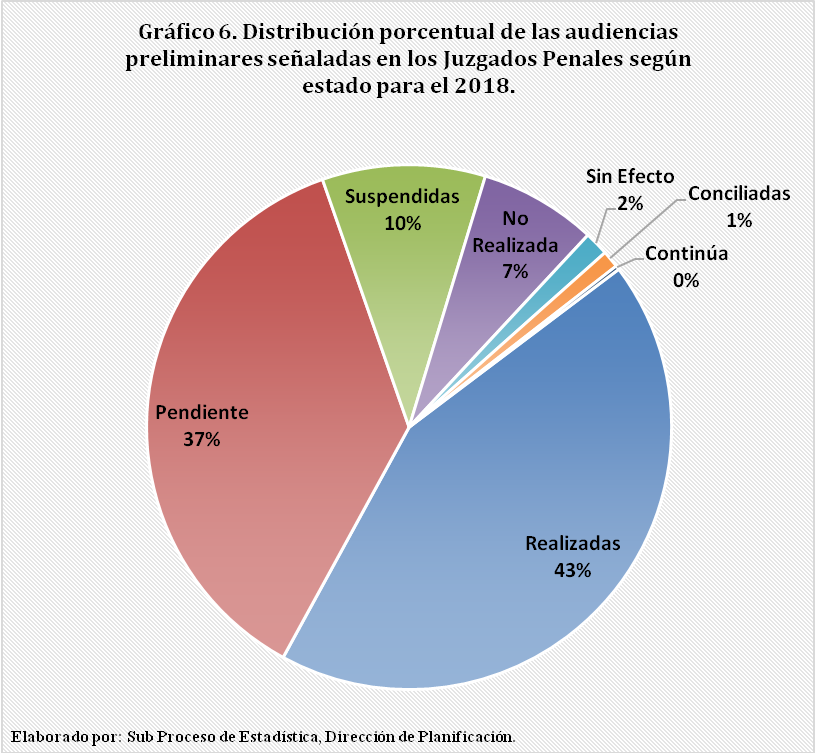 Gráfico 6. Distribución porcentual de las audiencias
preliminares señaladas en los Juzgados Penales según
estado para el 2018.
Suspendidas
10%
No
Realizada
7%
Sin Efecto
2%
Conciliadas
1%
Continúa
0%
Pendiente
37%
Realizadas
43%
Elaborado por: Sub Proceso de Estadística, Dirección de Planificación.